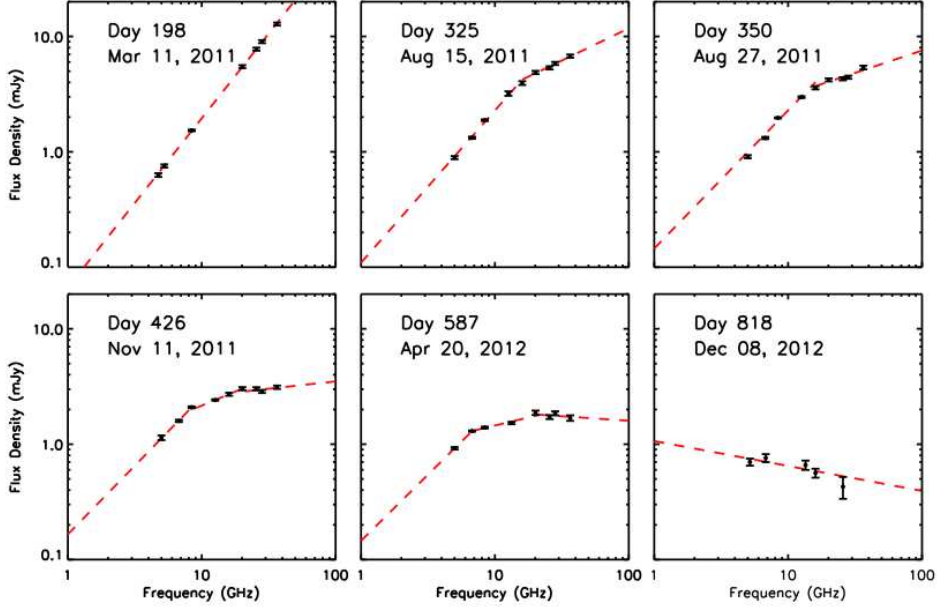 Day 198
Mar 11, 2011
Day 325
Aug 15, 2011
Day 350
Aug 27, 2011
10.0
1.0
0.1
Flux Density (mJy)
Day 426
Nov 11, 2011
Day 587
Apr 20, 2012
Day 818
Dec 08, 2012
10.0
1.0
0.1
Flux Density (mJy)
1 10 100
1 10 100
1 10 100
Frequency (GHz)
Frequency (GHz)
Frequency (GHz)